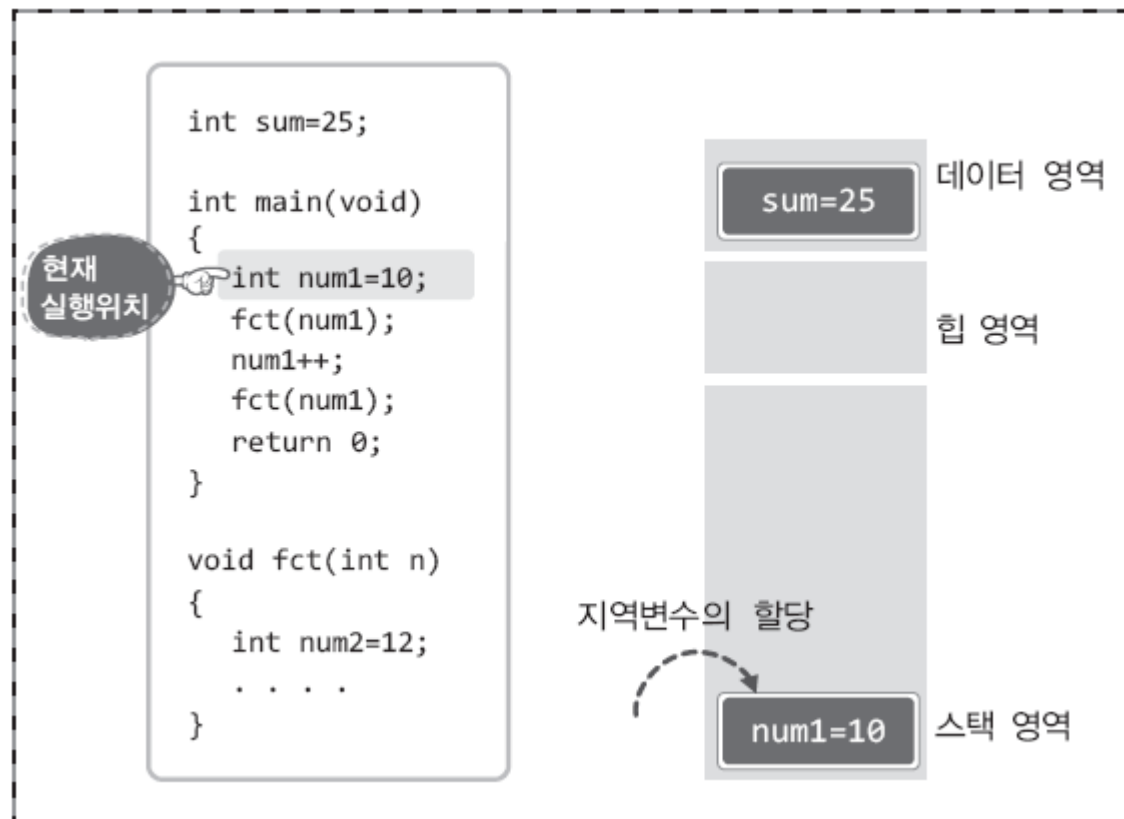 int sum=25;
int main(void)
{
int num1=10;
fct(num1);
num1++;
fct(num1);
return 0;
}
void fct(int n)
{
int num2=12;
. . . .
}
현재
실행위치
sum=25
데이터 영역
힙 영역
지역변수의 할당
num1=10
스택 영역